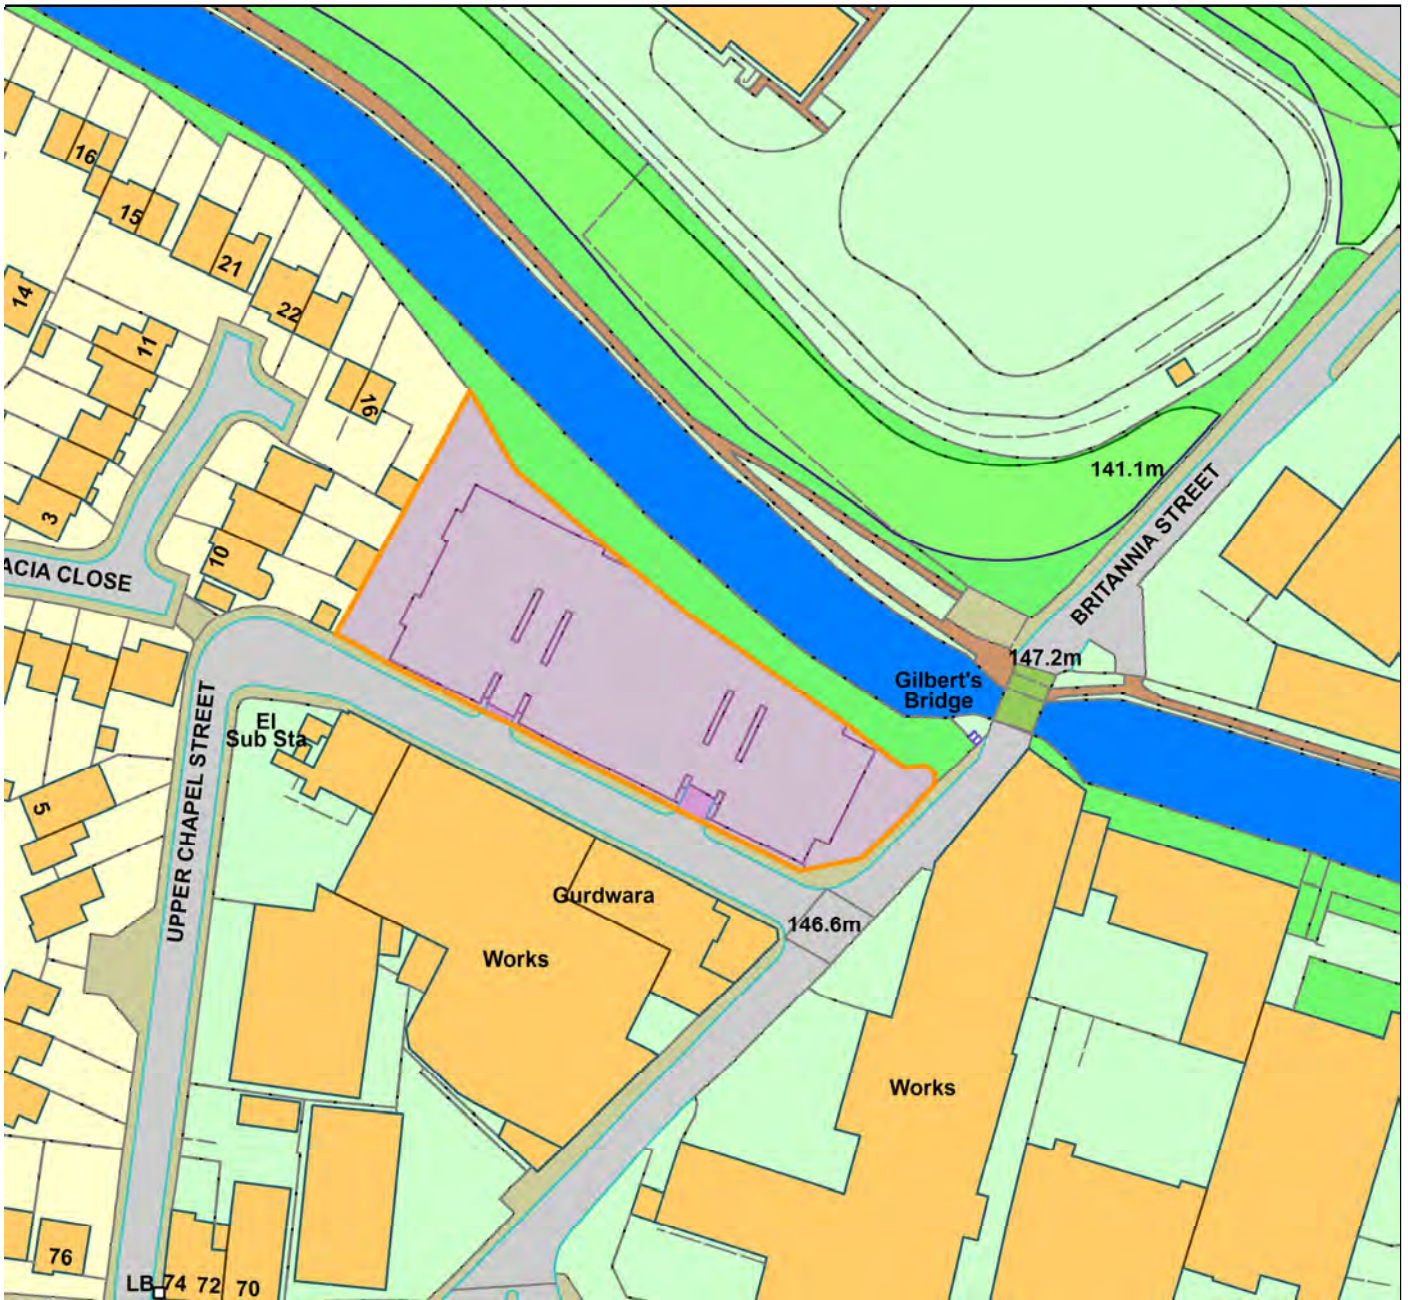 16
15
21
22
14
11
16
3
10
ACIA CLOSE
141.1m
BRITANNIA STREET
147.2m
Gilbert's
Bridge
El
Sub Sta
UPPER CHAPEL STREET
5
Gurdwara
146.6m
Works
Works
76
LB
74
72
70